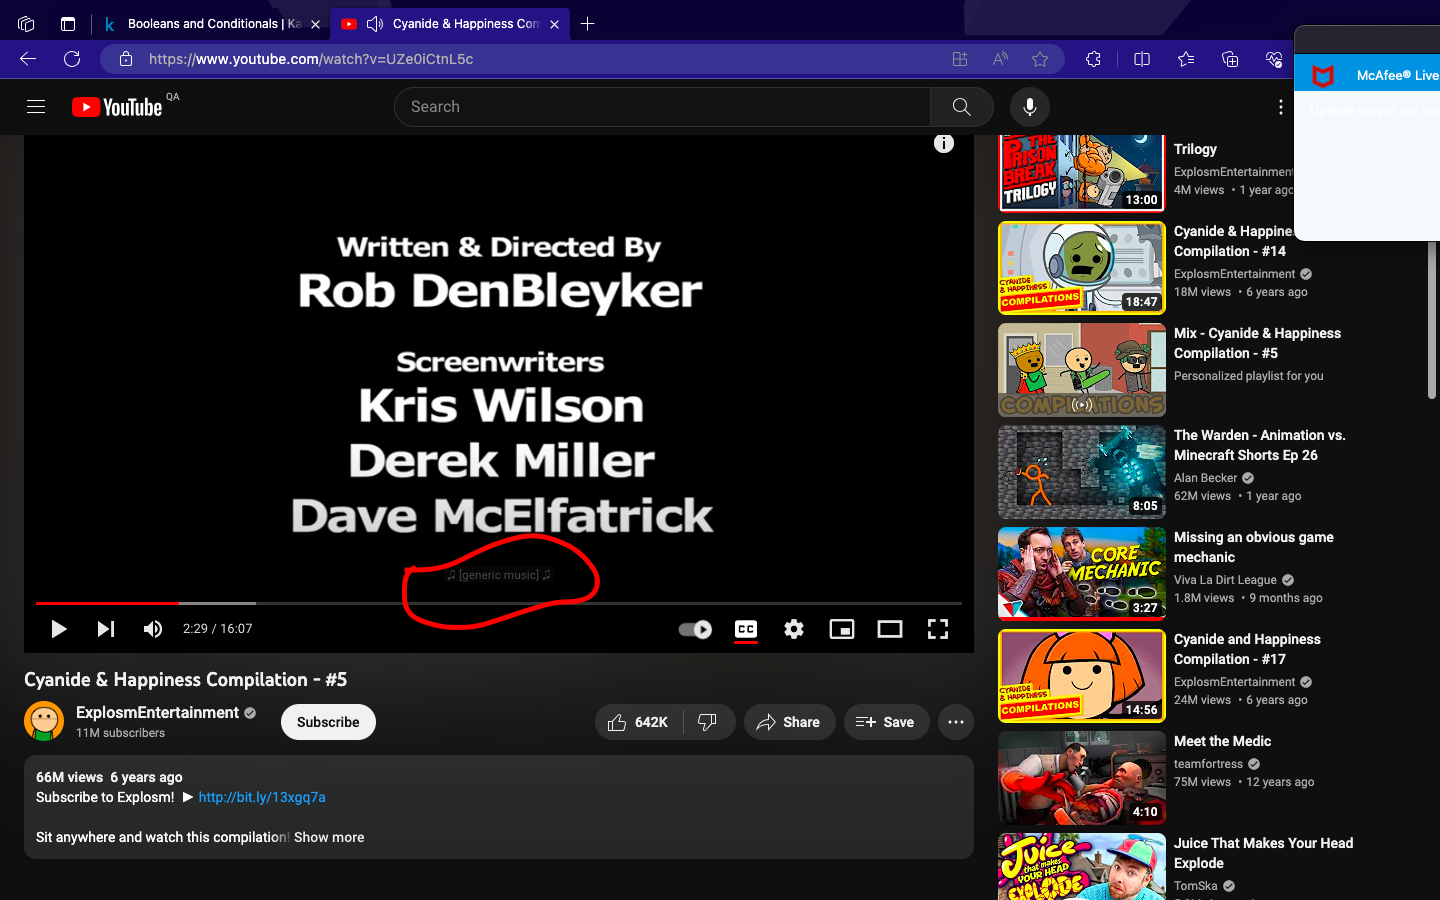 Booleans and Conditionals | Ka
Cyanide & Happiness Com
https://www.youtube.com/watch?v=UZe0iCtnL5c
McAfee® Live
Update server not re
YouTube QA
Search
Written & Directed By
Rob DenBleyker
Screenwriters
Kris Wilson
Derek Miller
Dave McElfatrick
♫ [generic music] ♫
2:29 / 16:07
CC
Cyanide & Happiness Compilation - #5
ExplosmEntertainment
11M subscribers
Subscribe
642K
Share
Save
66M views 6 years ago
Subscribe to Explosm! ► http://bit.ly/13xgq7a
Sit anywhere and watch this compilation! Show more
THE
PRISON
BREAK
TRILOGY
13:00
Trilogy
ExplosmEntertainment
4M views • 1 year ago
CYANIDE
& HAPPINESS
COMPILATIONS
18:47
Cyanide & Happine
Compilation - #14
ExplosmEntertainment
18M views • 6 years ago
COMPILATIONS
Mix - Cyanide & Happiness
Compilation - #5
Personalized playlist for you
8:05
The Warden - Animation vs.
Minecraft Shorts Ep 26
Alan Becker
62M views • 1 year ago
CORE
MECHANIC
3:27
Missing an obvious game
mechanic
Viva La Dirt League
1.8M views • 9 months ago
CYANIDE
& HAPPINESS
COMPILATIONS
14:56
Cyanide and Happiness
Compilation - #17
ExplosmEntertainment
24M views • 6 years ago
4:10
Meet the Medic
teamfortress
75M views • 12 years ago
Juice
that makes
YOUR HEAD
EXPLODE
Juice That Makes Your Head
Explode
TomSka